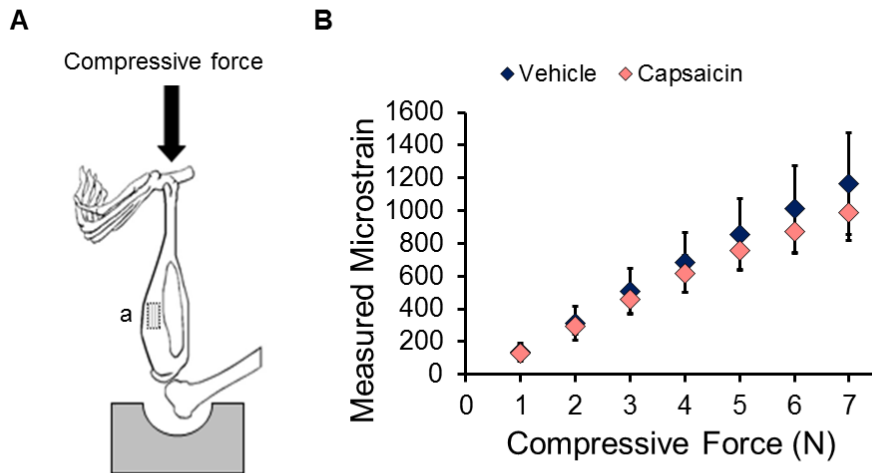 A
Compressive force
a
B
Vehicle Capsaicin
Measured Microstrain
1600
1400
1200
1000
800
600
400
200
0
0 1 2 3 4 5 6 7
Compressive Force (N)